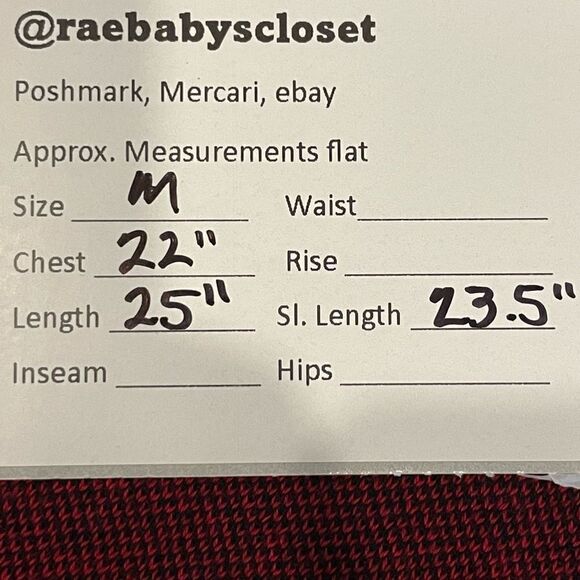 @raebabyscloset
Poshmark, Mercari, ebay
Approx. Measurements flat
Size M Waist
Chest 22" Rise
Length 25" Sl. Length 23.5"
Inseam Hips